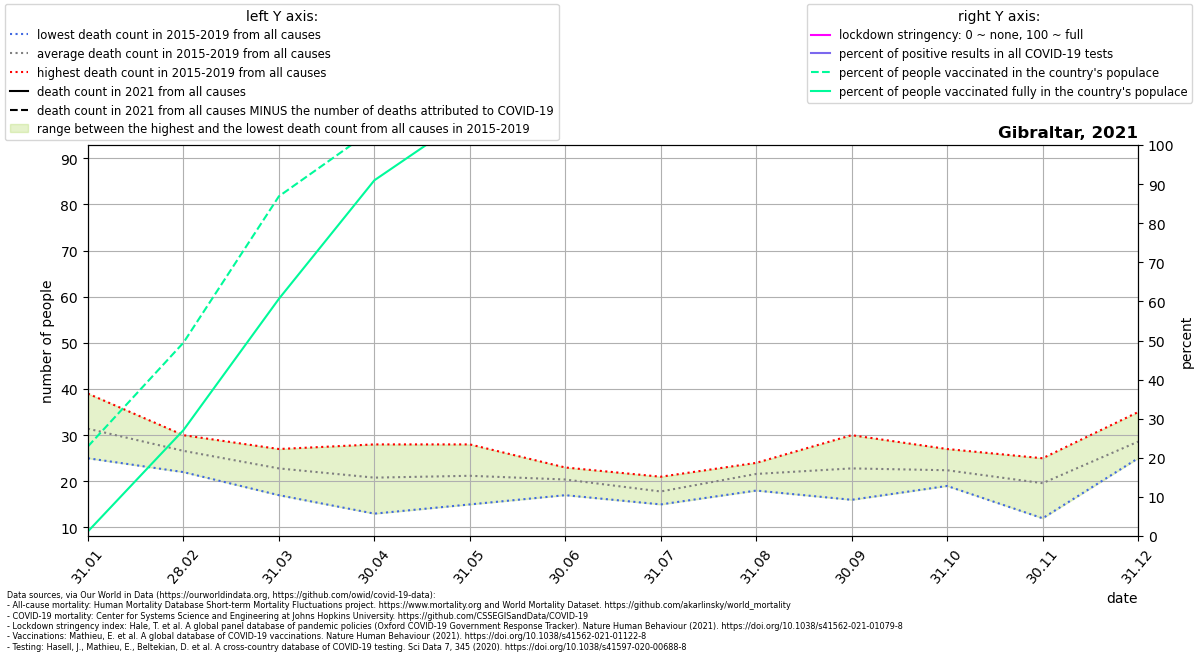 left Y axis:
lowest death count in 2015-2019 from all causes
average death count in 2015-2019 from all causes
highest death count in 2015-2019 from all causes
death count in 2021 from all causes
death count in 2021 from all causes MINUS the number of deaths attributed to COVID-19
range between the highest and the lowest death count from all causes in 2015-2019
right Y axis:
lockdown stringency: 0 ~ none, 100 ~ full
percent of positive results in all COVID-19 tests
percent of people vaccinated in the country's populace
percent of people vaccinated fully in the country's populace
Gibraltar, 2021
number of people
90
80
70
60
50
40
30
20
10
100
90
80
70
60
50
40
30
20
10
0
percent
31.01
28.02
31.03
30.04
31.05
30.06
31.07
31.08
30.09
31.10
30.11
31.12
date
Data sources, via Our World in Data (https://ourworldindata.org, https://github.com/owid/covid-19-data):
- All-cause mortality: Human Mortality Database Short-term Mortality Fluctuations project. https://www.mortality.org and World Mortality Dataset. https://github.com/akarlinsky/world_mortality
- COVID-19 mortality: Center for Systems Science and Engineering at Johns Hopkins University. https://github.com/CSSEGISandData/COVID-19
- Lockdown stringency index: Hale, T. et al. A global panel database of pandemic policies (Oxford COVID-19 Government Response Tracker). Nature Human Behaviour (2021). https://doi.org/10.1038/s41562-021-01079-8
- Vaccinations: Mathieu, E. et al. A global database of COVID-19 vaccinations. Nature Human Behaviour (2021). https://doi.org/10.1038/s41562-021-01122-8
- Testing: Hasell, J., Mathieu, E., Beltekian, D. et al. A cross-country database of COVID-19 testing. Sci Data 7, 345 (2020). https://doi.org/10.1038/s41597-020-00688-8